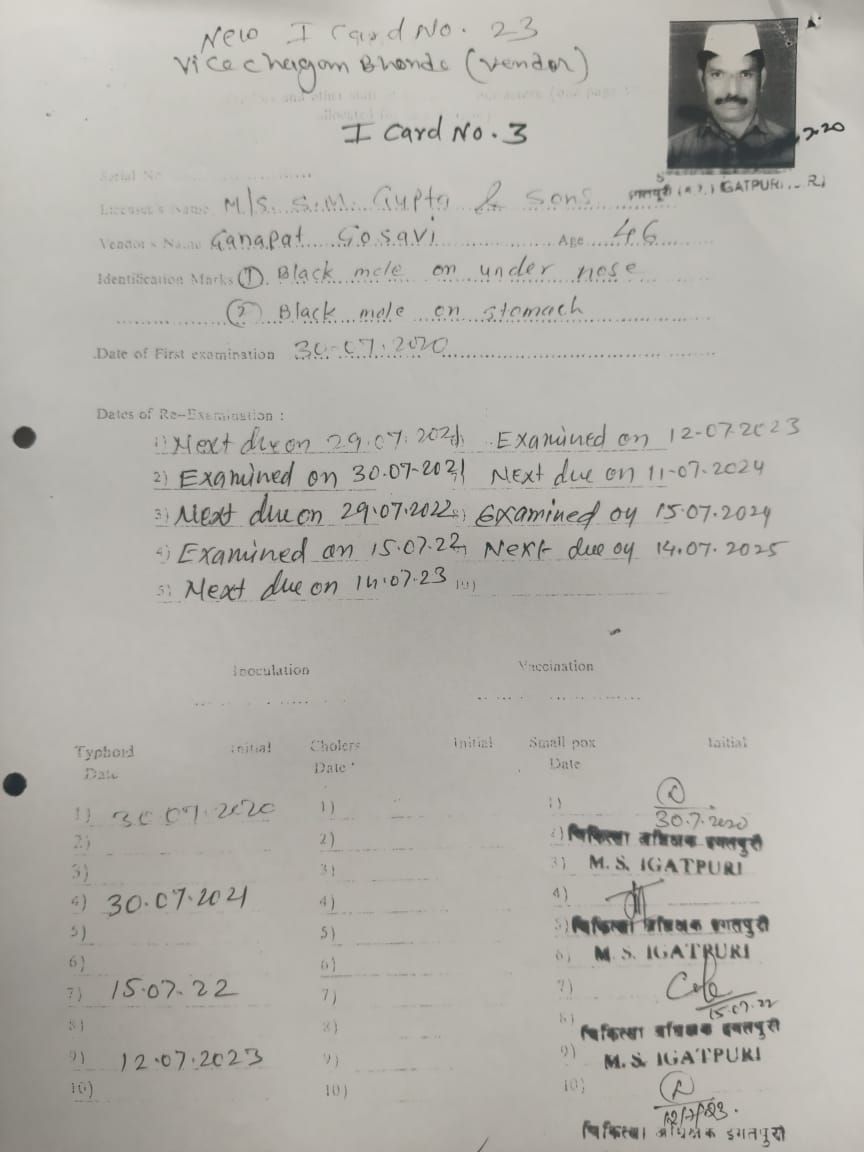 New I Card No. 23
Vice Chagan Bhonde (Vendor)
and other staff
I Card No. 3
2-20
इगतपुरी IGATPURI
Serial No
Licensee's Name M/s. S.M. Gupta & Sons
Vendor's Name Ganapat Gosavi Age 46
Identification Marks (1) Black mole on under nose
(2) Black mole on stomach
Date of First examination 30.07.2020
Dates of Re-Examination :
1) Next due on 29.07.2021 Examined on 12-07-2023
2) Examined on 30.07-2021 Next due on 11-07-2024
3) Next due on 29.07.2022 Examined on 15.07.2024
4) Examined on 15.07.22 Next due on 14.07.2025
5) Next due on 14.07.23 10)
Inoculation Vaccination
Typhord Initial Cholera Initial Small pox Initial
Date Date Date
1) 30.07.2020 1) 1)
30.7.2020
2) 2) 2) चिकित्सा अधिक्षक इगतपुरी
3) 3) 3) M. S. IGATPURI
4) 30.07.2021 4) 4)
5) 5) 5) चिकित्सा अधिक्षक इगतपुरी
6) 6) 6) M. S. IGATPURI
7) 15.07.22 7) 7)
15.07.22
8) 8) 8) चिकित्सा अधिक्षक इगतपुरी
9) 12.07.2023 9) 9) M. S. IGATPURI
10) 10) 10)
12/7/23.
चिकित्सा अधिक्षक इगतपुरी